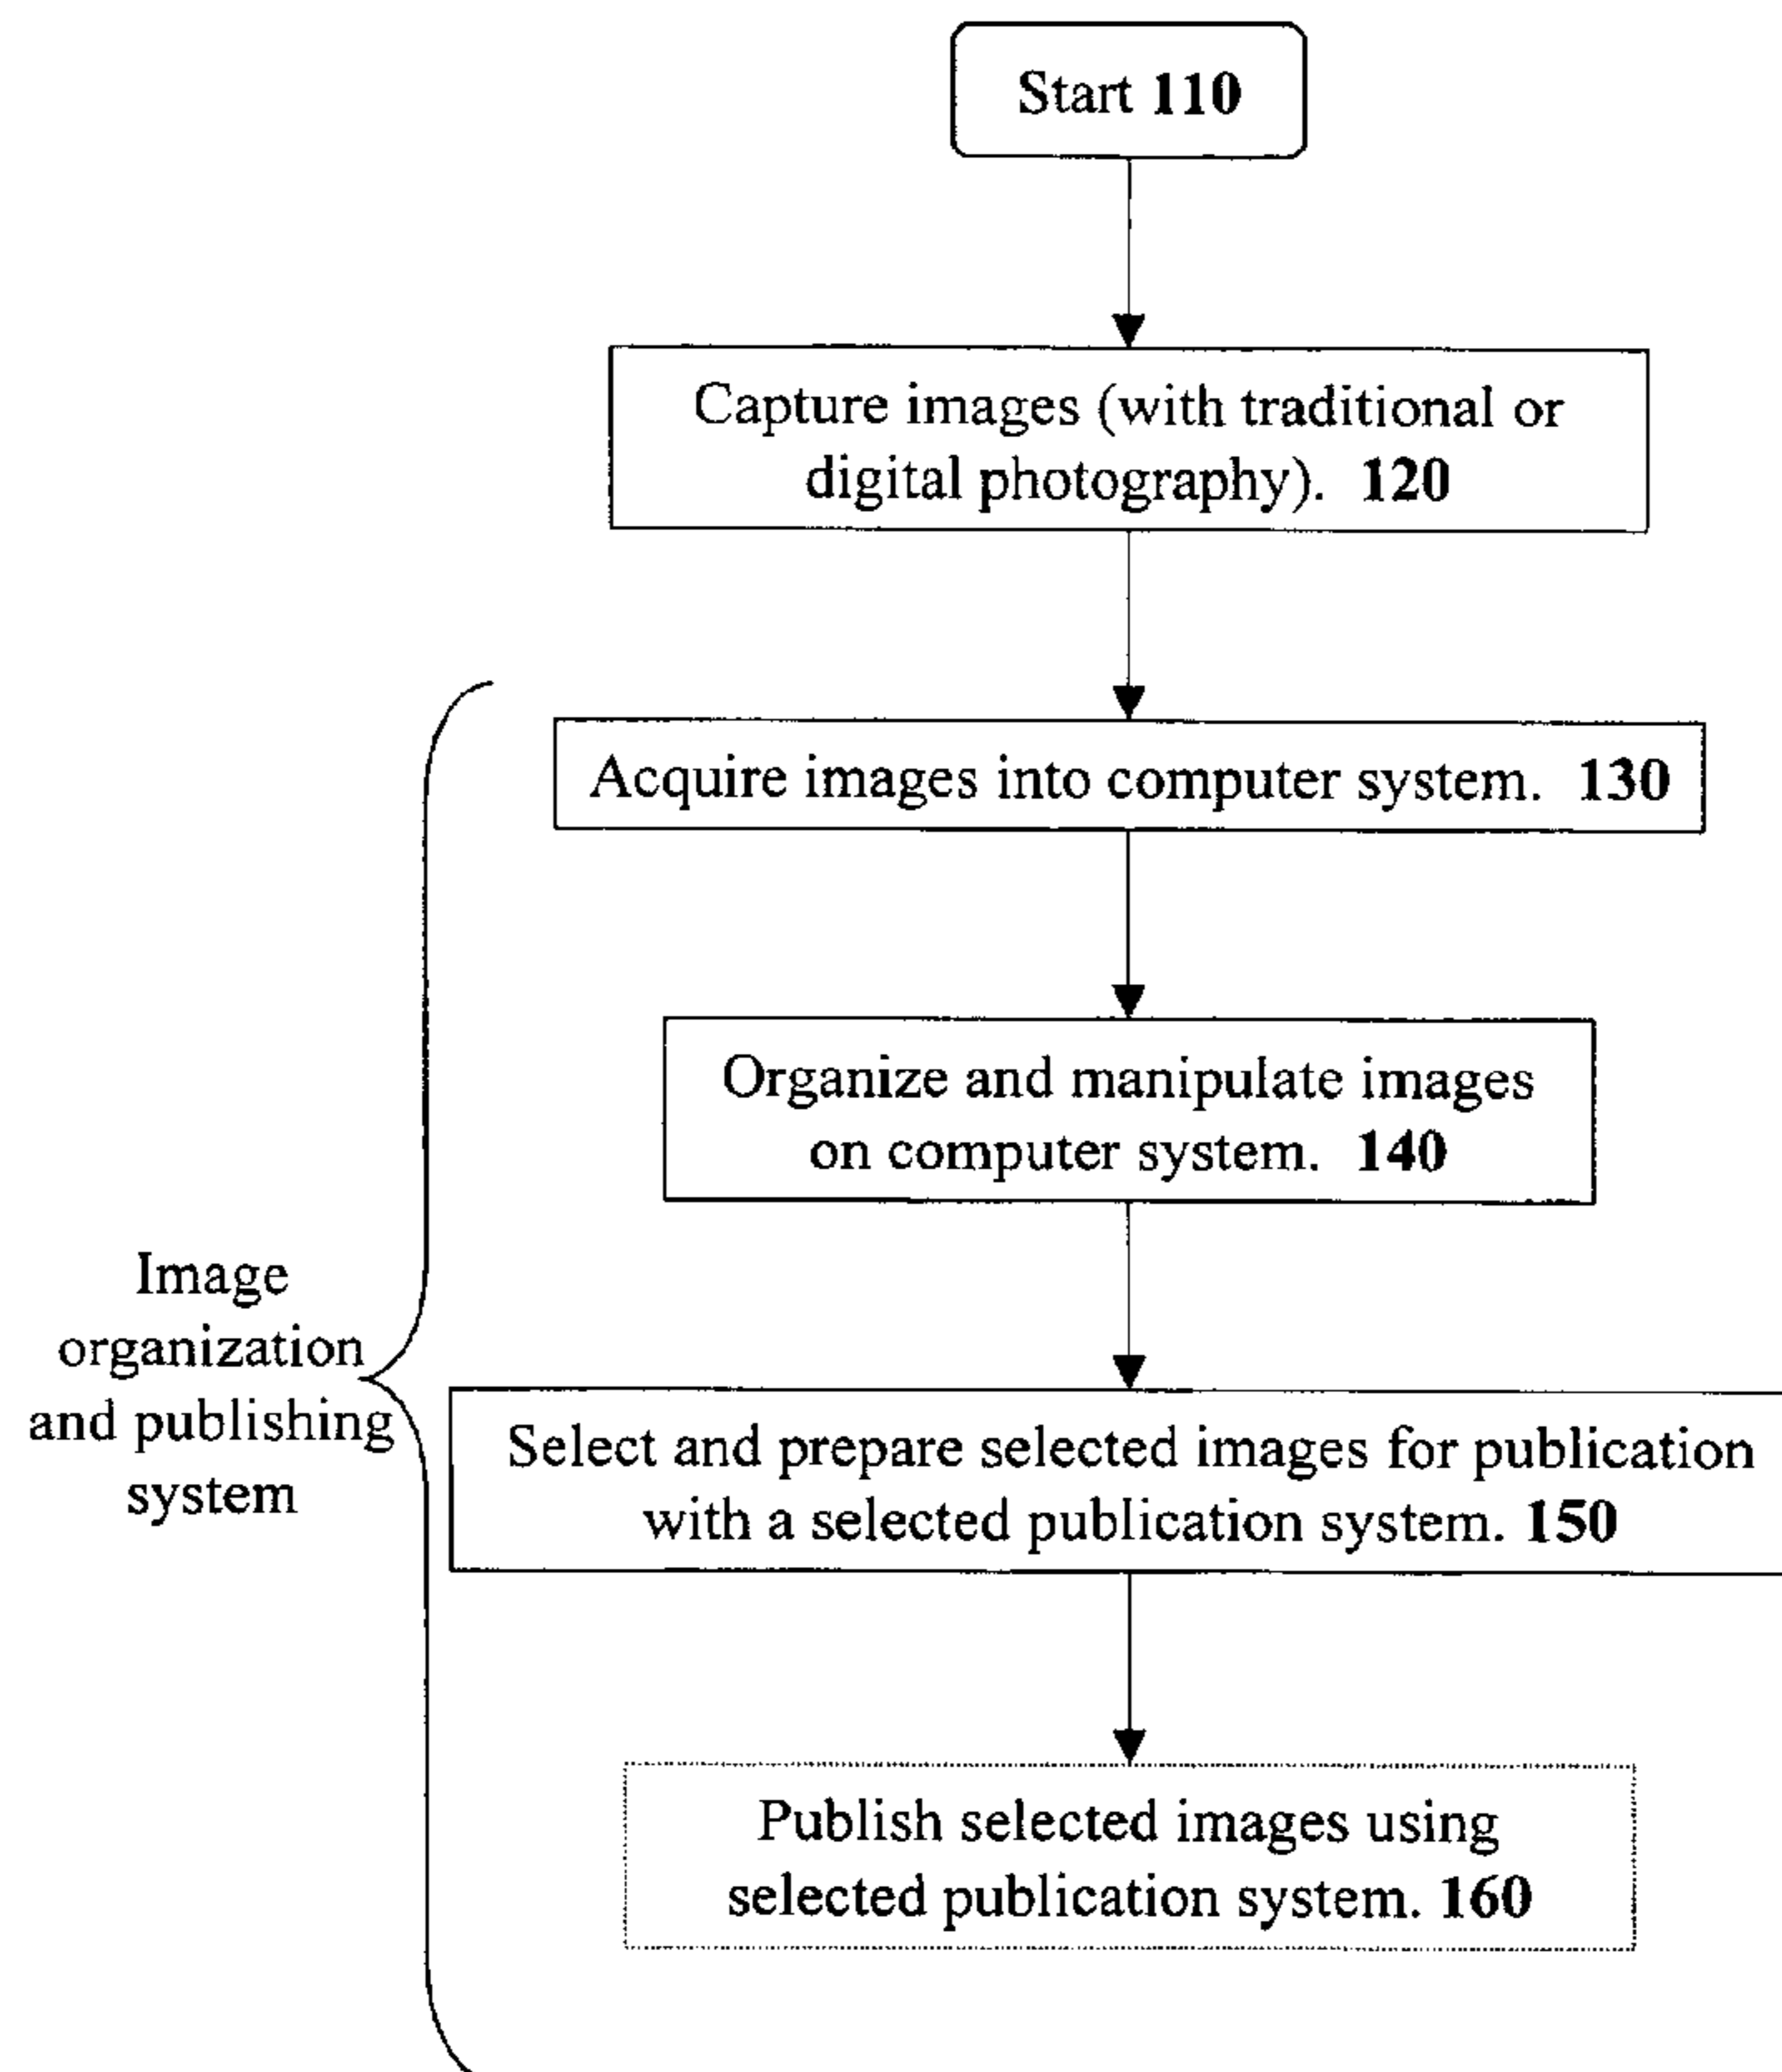 Start 110
Capture images (with traditional or
digital photography). 120
Acquire images into computer system. 130
Organize and manipulate images
on computer system. 140
Image
organization
and publishing
system
Select and prepare selected images for publication
with a selected publication system. 150
Publish selected images using
selected publication system. 160